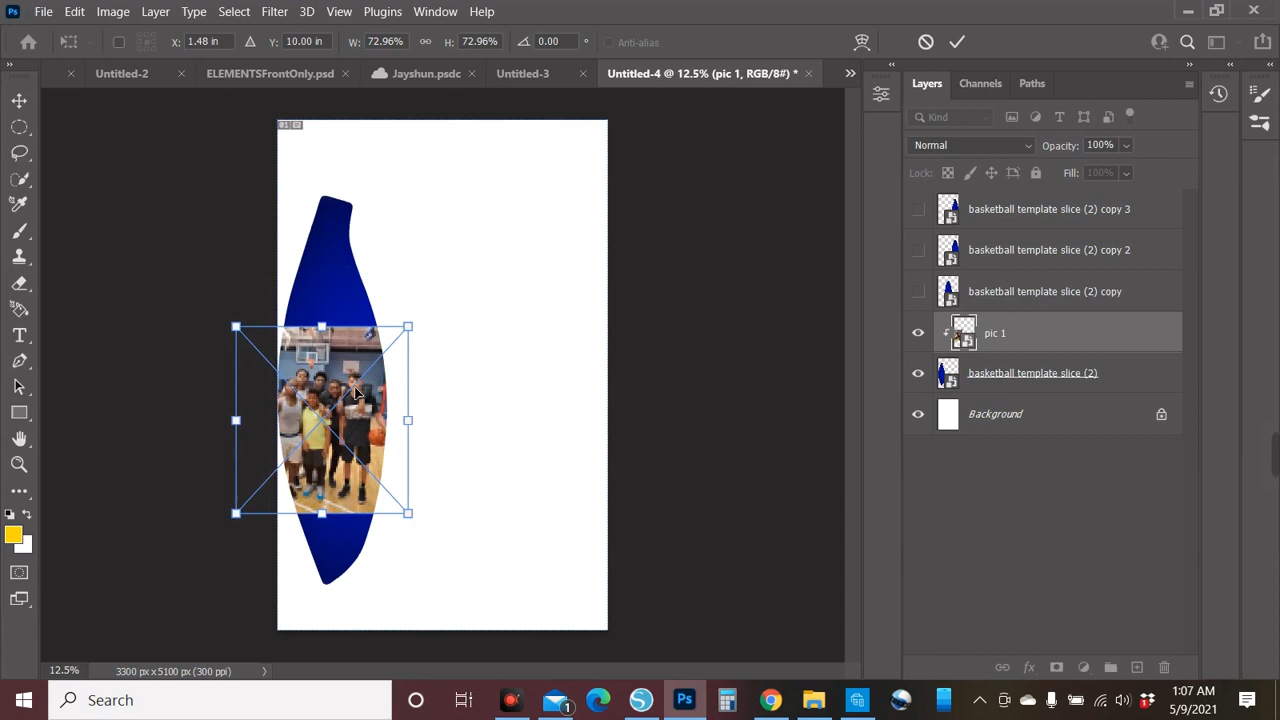 Ps File Edit Image Layer Type Select Filter 3D View Plugins Window Help
X: 1.48 in Y: 10.00 in W: 72.96% H: 72.96% 0.00 ° Anti-alias
Untitled-2 × ELEMENTSFrontOnly.psd × Jayshun.psdc × Untitled-3 × Untitled-4 @ 12.5% (pic 1, RGB/8#) * ×
Layers Channels Paths
Kind
Normal Opacity: 100%
Lock: Fill: 100%
01
basketball template slice (2) copy 3
basketball template slice (2) copy 2
basketball template slice (2) copy
pic 1
basketball template slice (2)
Background
12.5% 3300 px x 5100 px (300 ppi)
Search
1
Ps
1:07 AM
5/9/2021